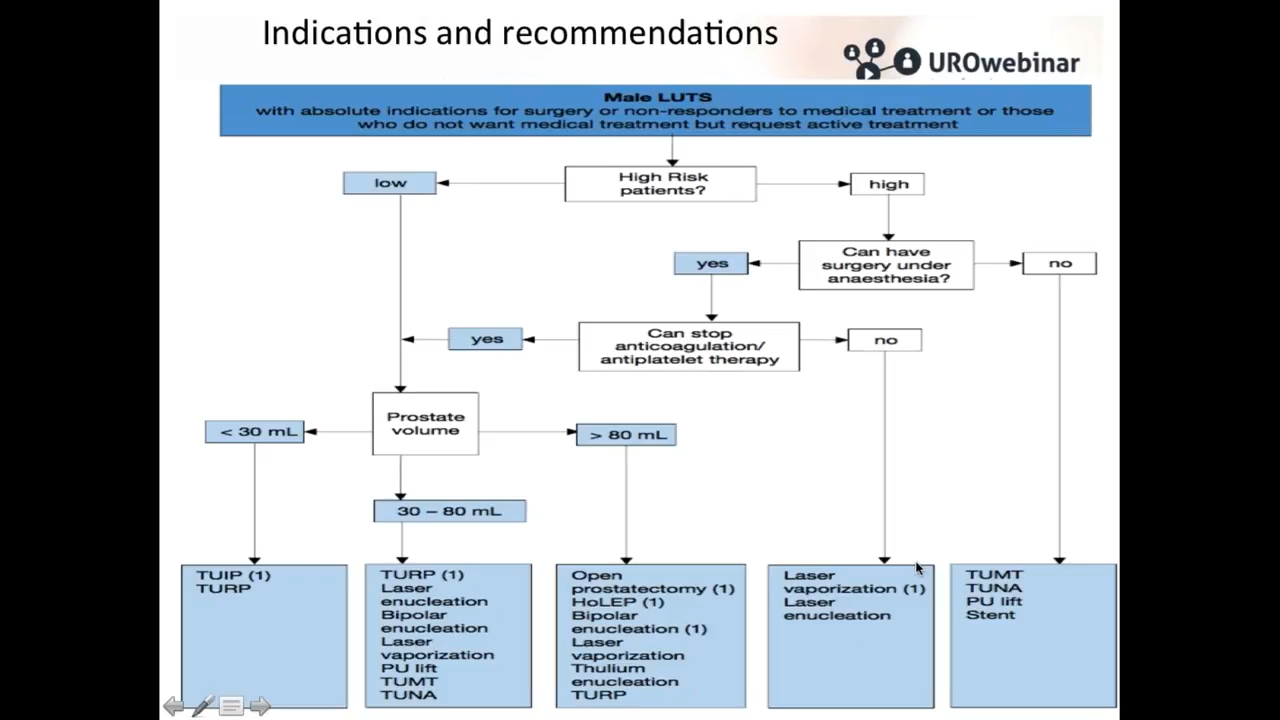 Indications and recommendations
UROwebinar
Male LUTS
with absolute indications for surgery or non-responders to medical treatment or those
who do not want medical treatment but request active treatment
low
High Risk
patients?
high
yes
Can have
surgery under
anaesthesia?
no
yes
Can stop
anticoagulation/
antiplatelet therapy
no
< 30 mL
Prostate
volume
> 80 mL
30 – 80 mL
TUIP (1)
TURP
TURP (1)
Laser
enucleation
Bipolar
enucleation
Laser
vaporization
PU lift
TUMT
TUNA
Open
prostatectomy (1)
HoLEP (1)
Bipolar
enucleation (1)
Laser
vaporization
Thulium
enucleation
TURP
Laser
vaporization (1)
Laser
enucleation
TUMT
TUNA
PU lift
Stent